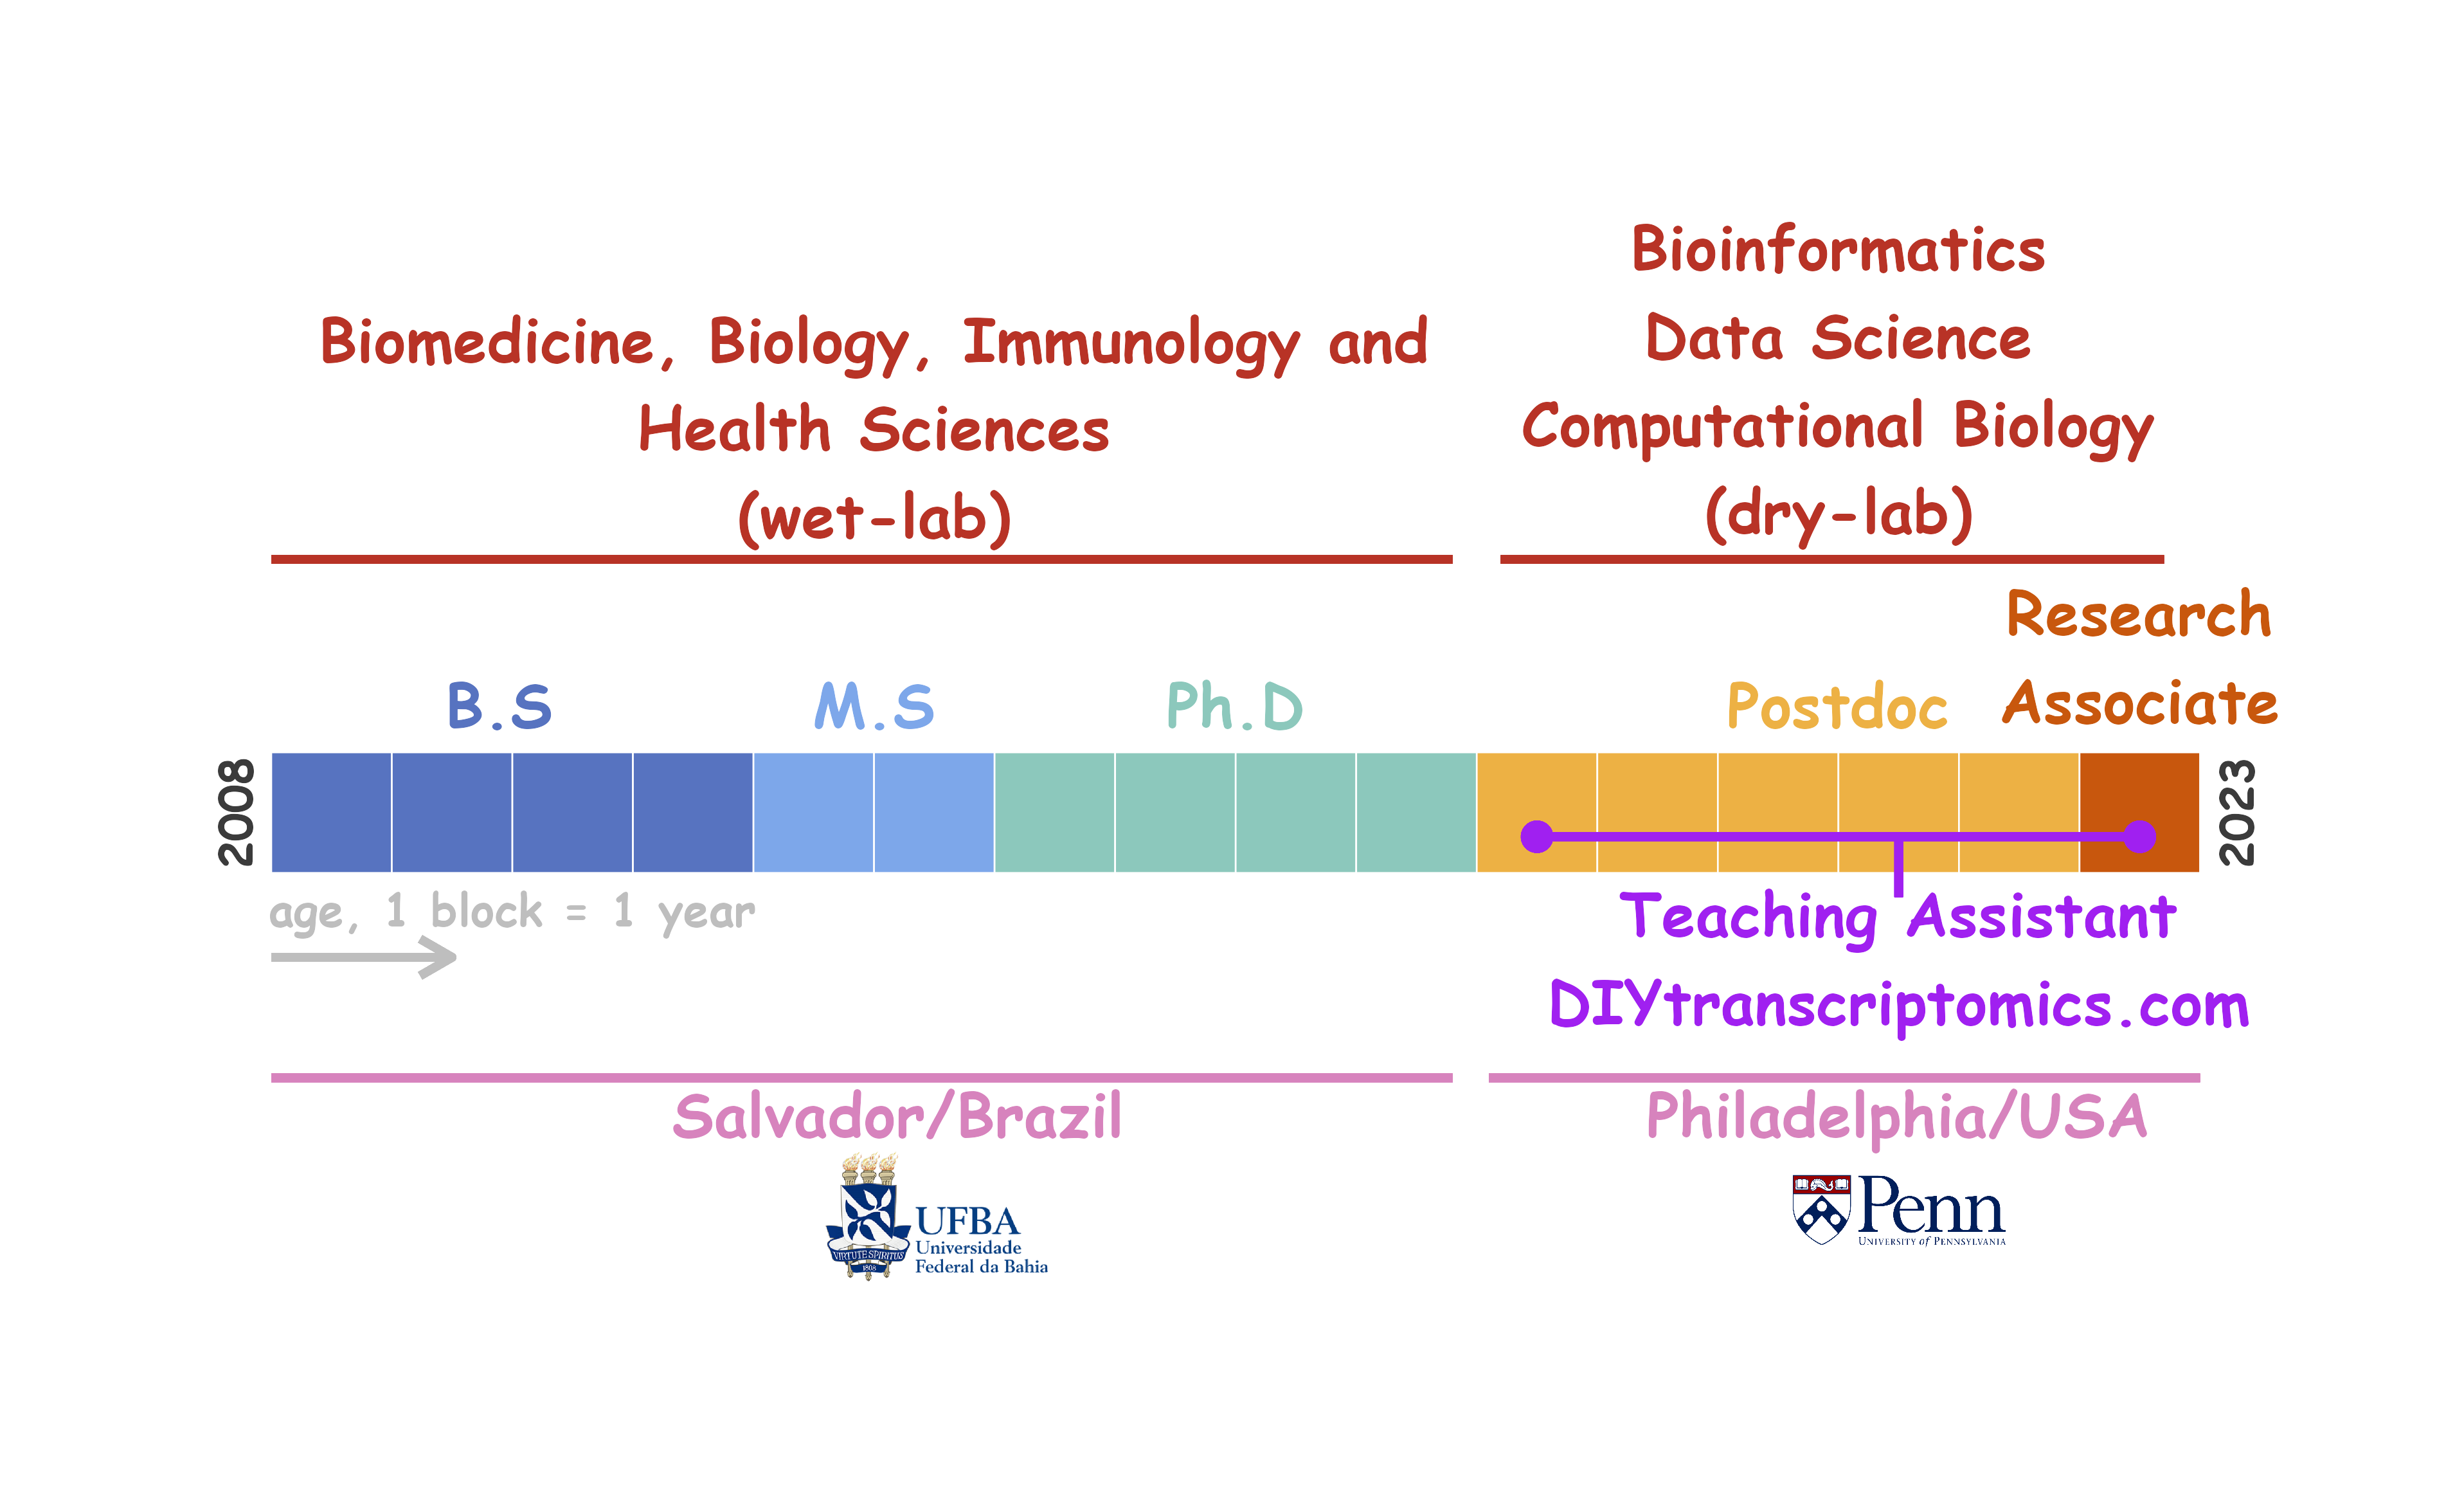 Bioinformatics
Data Science
Computational Biology
(dry-lab)
Biomedicine, Biology, Immunology and
Health Sciences
(wet-lab)
Research
Associate
B.S
M.S
Ph.D
Postdoc
2008
2023
age, 1 block = 1 year
Teaching Assistant
DIYtranscriptomics.com
Salvador/Brazil
Philadelphia/USA
VIRTUTE SPIRITUS
1808
UFBA
Universidade
Federal da Bahia
Penn
UNIVERSITY of PENNSYLVANIA